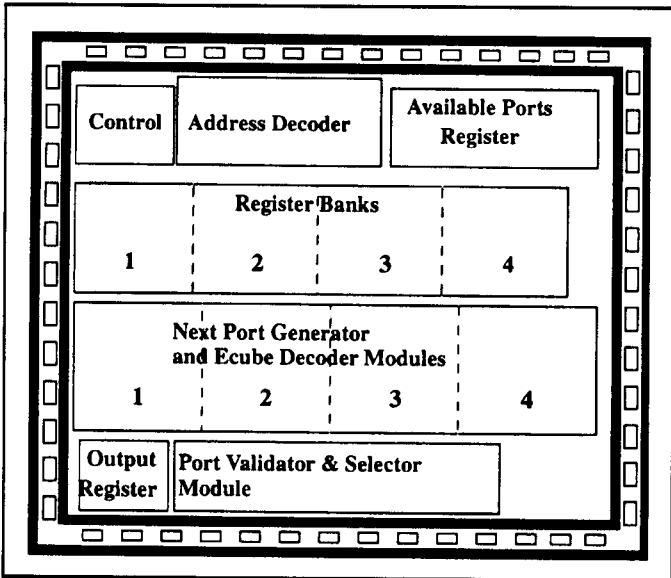 Control
Address Decoder
Available Ports
Register
Register Banks
1 2 3 4
Next Port Generator
and Ecube Decoder Modules
1 2 3 4
Output
Register
Port Validator & Selector
Module